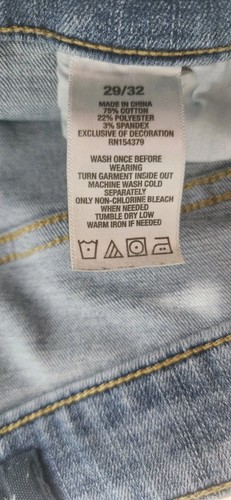 29/32
MADE IN CHINA
75% COTTON
22% POLYESTER
3% SPANDEX
EXCLUSIVE OF DECORATION
RN154379
WASH ONCE BEFORE
WEARING
TURN GARMENT INSIDE OUT
MACHINE WASH COLD
SEPARATELY
ONLY NON-CHLORINE BLEACH
WHEN NEEDED
TUMBLE DRY LOW
WARM IRON IF NEEDED